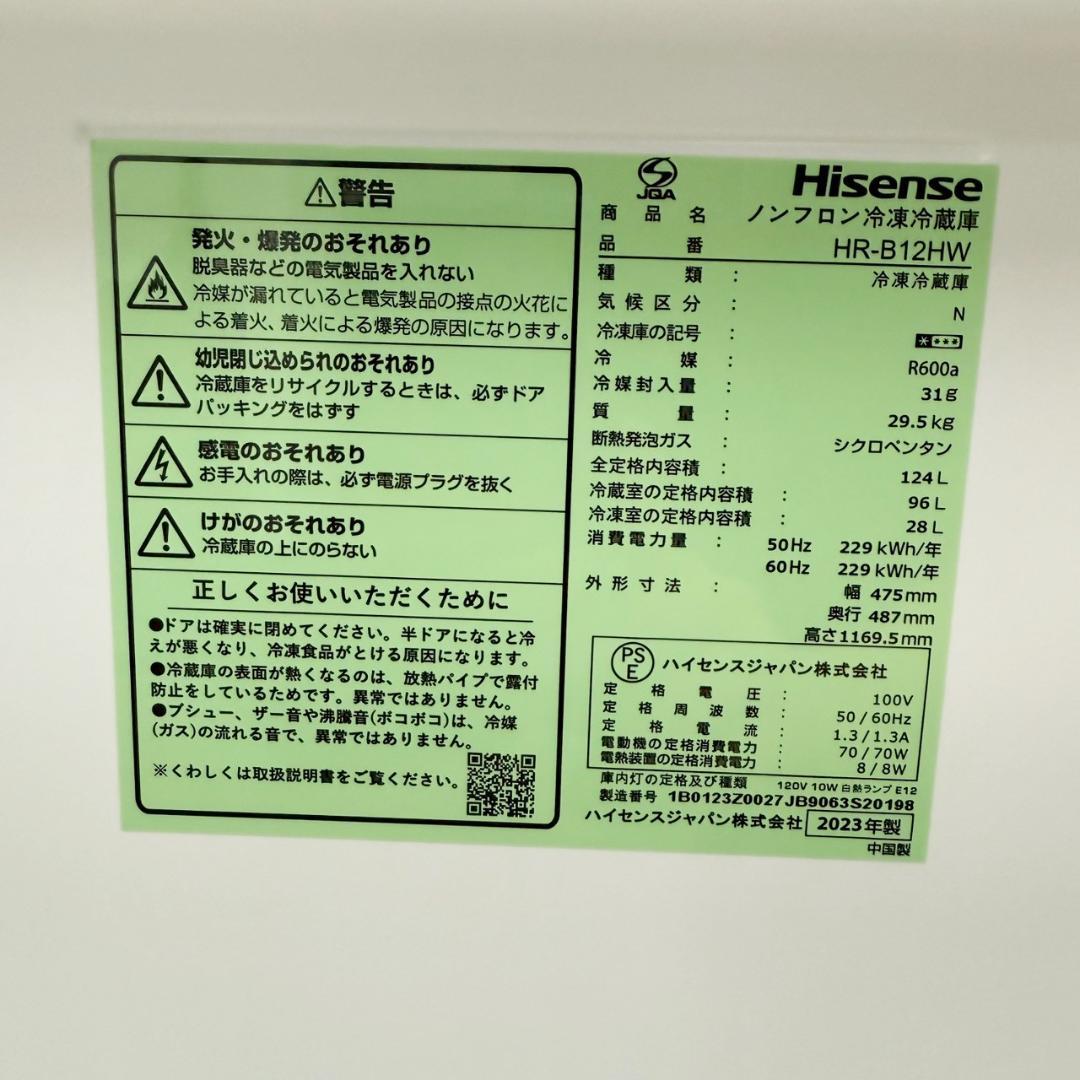 警告
発火・爆発のおそれあり
脱臭器などの電気製品を入れない
冷媒が漏れていると電気製品の接点の火花に
よる着火、着火による爆発の原因になります。
幼児閉じ込められのおそれあり
冷蔵庫をリサイクルするときは、必ずドア
パッキングをはずす
感電のおそれあり
お手入れの際は、必ず電源プラグを抜く
けがのおそれあり
冷蔵庫の上にのらない
正しくお使いいただくために
●ドアは確実に閉めてください。半ドアになると冷
えが悪くなり、冷凍食品がとける原因になります。
●冷蔵庫の表面が熱くなるのは、放熱パイプで露付
防止をしているためです。異常ではありません。
●プシュー、ザー音や沸騰音(ボコボコ)は、冷媒
(ガス)の流れる音で、異常ではありません。
※くわしくは取扱説明書をご覧ください。
JQA
Hisense
商品名 ノンフロン冷凍冷蔵庫
品番 HR-B12HW
種類 : 冷凍冷蔵庫
気候区分 : N
冷凍庫の記号 : ****
冷媒 : R600a
冷媒封入量 : 31g
質量 : 29.5kg
断熱発泡ガス : シクロペンタン
全定格内容積 : 124L
冷蔵室の定格内容積 : 96L
冷凍室の定格内容積 : 28L
消費電力量 : 50Hz 229kWh/年
60Hz 229kWh/年
外形寸法 : 幅 475mm
奥行 487mm
高さ1169.5mm
PSE ハイセンスジャパン株式会社
定格電圧 : 100V
定格周波数 : 50/60Hz
定格電流 : 1.3/1.3A
電動機の定格消費電力 : 70/70W
電熱装置の定格消費電力 : 8/8W
庫内灯の定格及び種類 120V 10W 白熱ランプ E12
製造番号 1B0123Z0027JB9063S20198
ハイセンスジャパン株式会社 2023年製
中国製